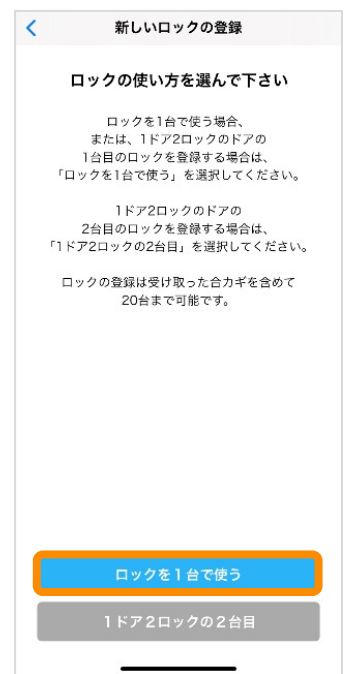 新しいロックの登録
ロックの使い方を選んで下さい
ロックを1台で使う場合、
または、1ドア2ロックのドアの
1台目のロックを登録する場合は、
「ロックを1台で使う」を選択してください。
1ドア2ロックのドアの
2台目のロックを登録する場合は、
「1ドア2ロックの2台目」を選択してください。
ロックの登録は受け取った合カギを含めて
20台まで可能です。
ロックを1台で使う
1ドア2ロックの2台目